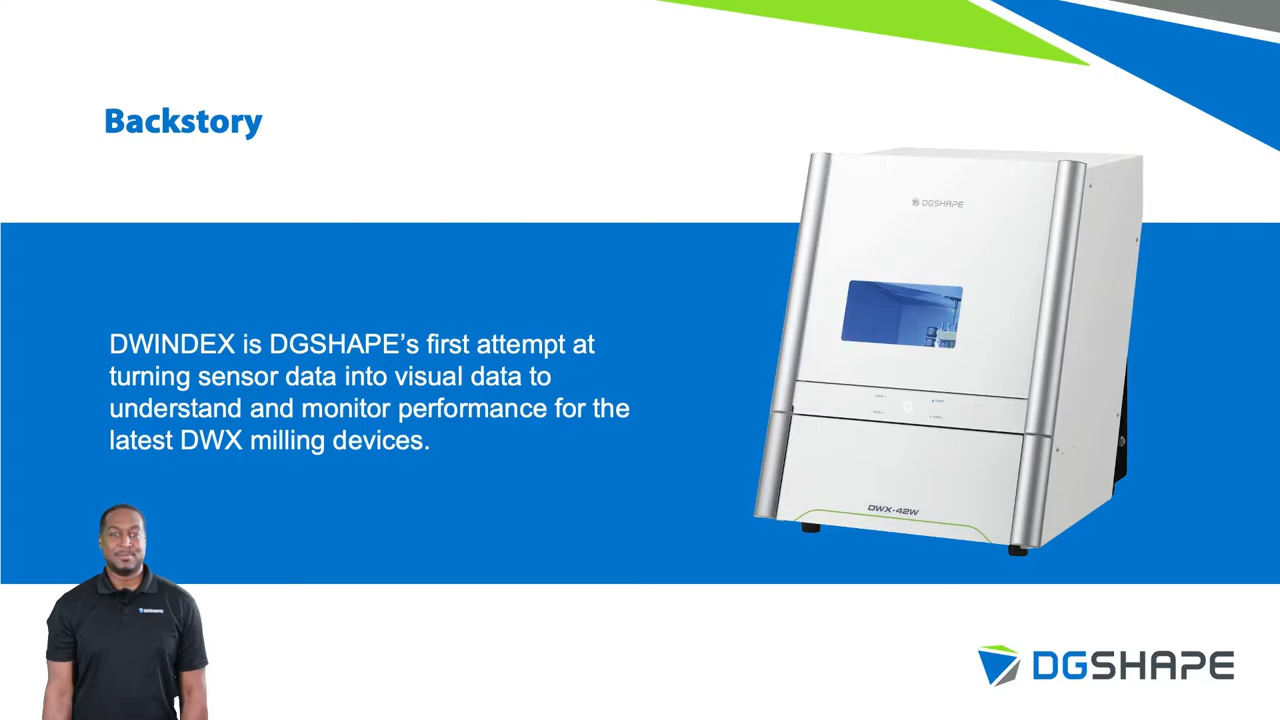 Backstory
DGSHAPE
DWINDEX is DGSHAPE’s first attempt at
turning sensor data into visual data to
understand and monitor performance for the
latest DWX milling devices.
DWX-42W
DGSHAPE
DGSHAPE